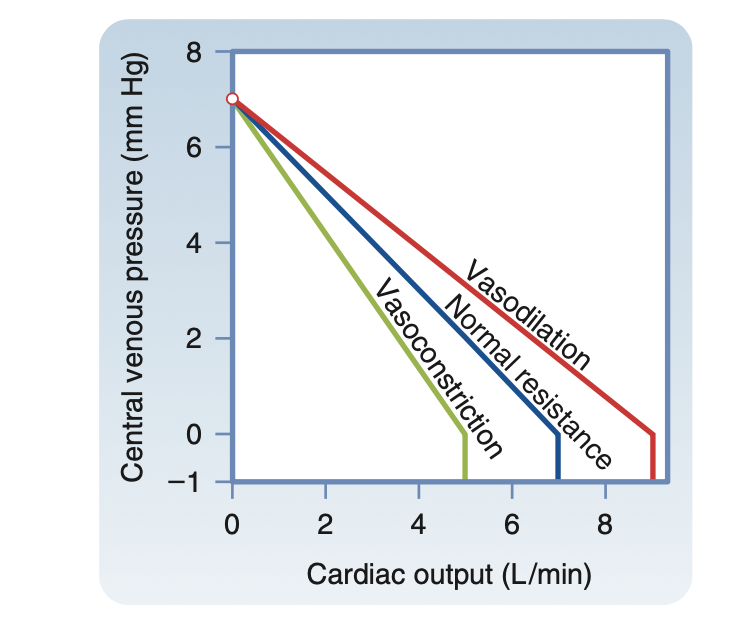 Central venous pressure (mm Hg)
8
6
4
2
0
−1
Vasodilation
Normal resistance
Vasoconstriction
0 2 4 6 8
Cardiac output (L/min)